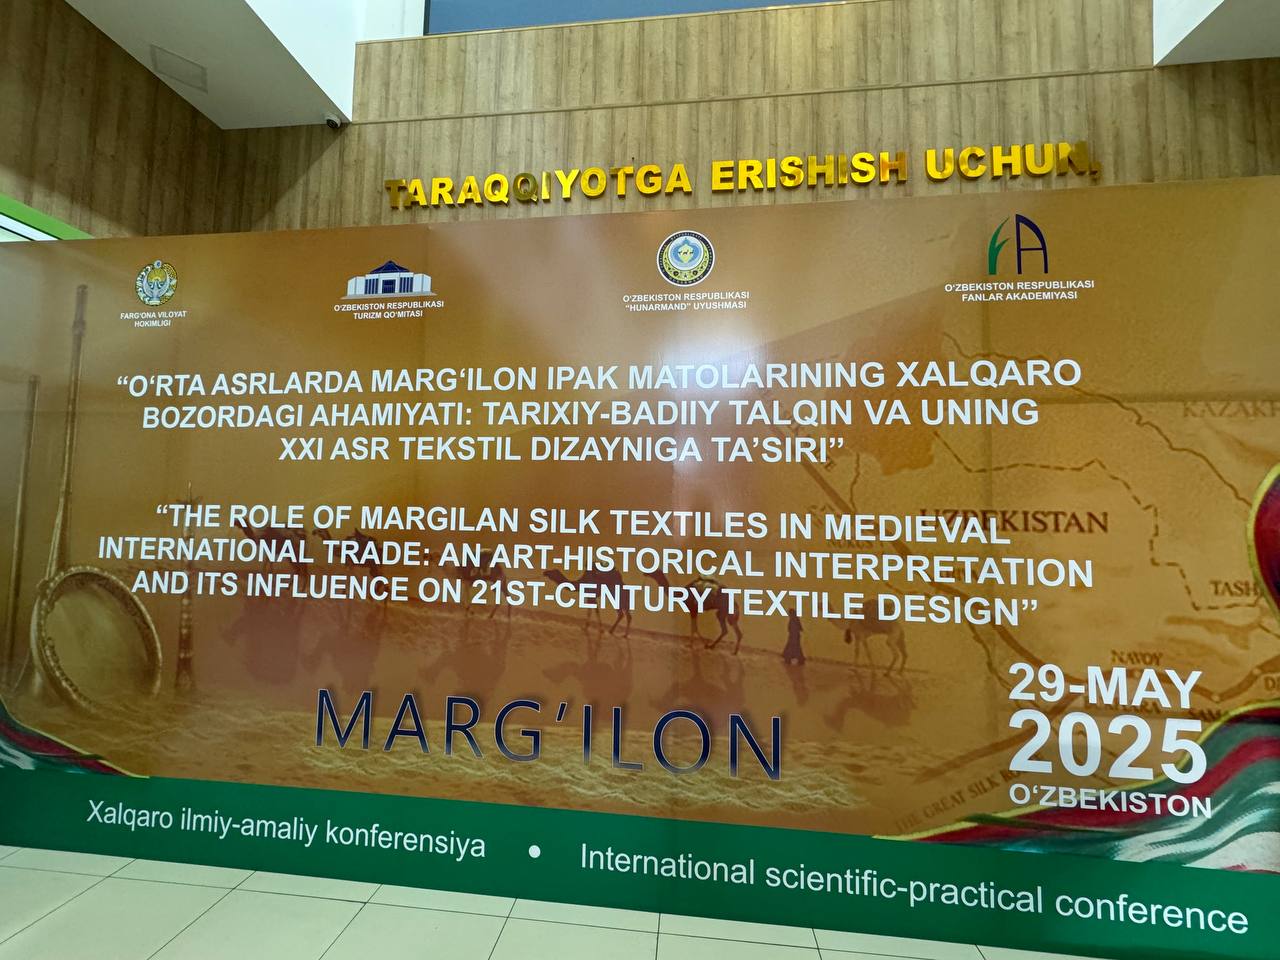 TARAQQIYOTGA ERISHISH UCHUN,
FARG‘ONA VILOYAT
HOKIMLIGI
O‘ZBEKISTON RESPUBLIKASI
TURIZM QO‘MITASI
O‘ZBEKISTON RESPUBLIKASI
“HUNARMAND” UYUSHMASI
O‘ZBEKISTON RESPUBLIKASI
FANLAR AKADEMIYASI
“O‘RTA ASRLARDA MARG‘ILON IPAK MATOLARINING XALQARO
BOZORDAGI AHAMIYATI: TARIXIY-BADIIY TALQIN VA UNING
XXI ASR TEKSTIL DIZAYNIGA TA’SIRI”
“THE ROLE OF MARGILAN SILK TEXTILES IN MEDIEVAL
INTERNATIONAL TRADE: AN ART-HISTORICAL INTERPRETATION
AND ITS INFLUENCE ON 21ST-CENTURY TEXTILE DESIGN”
UZBEKISTAN
NAVOY
MARG’ILON
29-MAY
2025
O‘ZBEKISTON
THE GREAT SILK
Xalqaro ilmiy-amaliy konferensiya • International scientific-practical conference